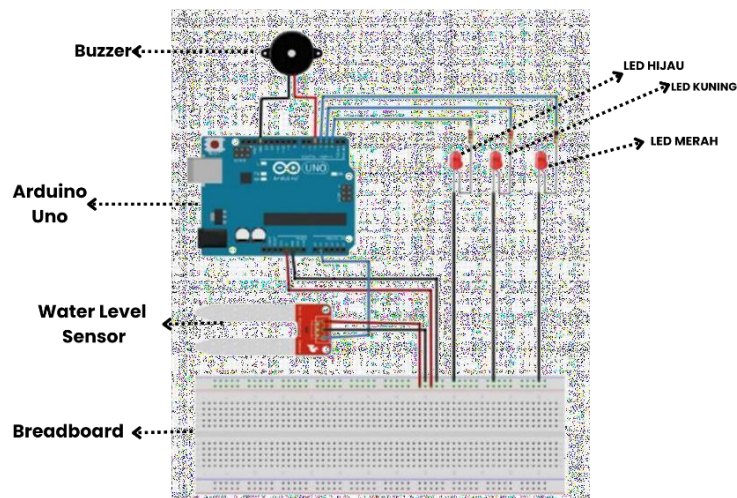 Buzzer
LED HIJAU
LED KUNING
LED MERAH
UNO
Arduino
Uno
Water Level
Sensor
Breadboard